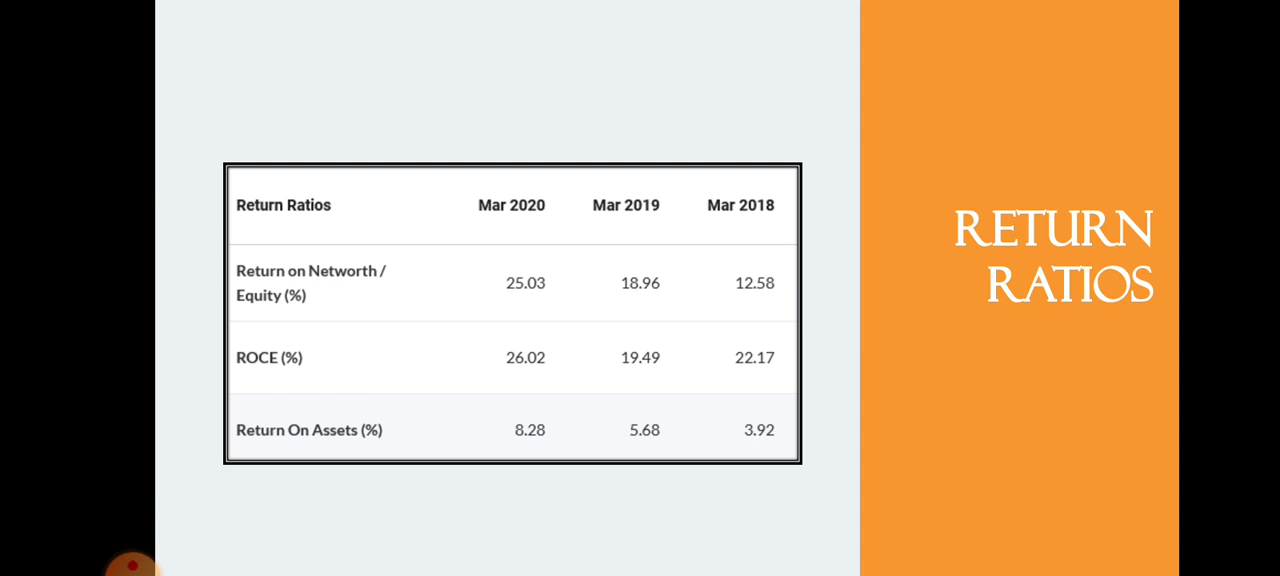 Return Ratios Mar 2020 Mar 2019 Mar 2018
Return on Networth /
Equity (%) 25.03 18.96 12.58
ROCE (%) 26.02 19.49 22.17
Return On Assets (%) 8.28 5.68 3.92
RETURN
RATIOS